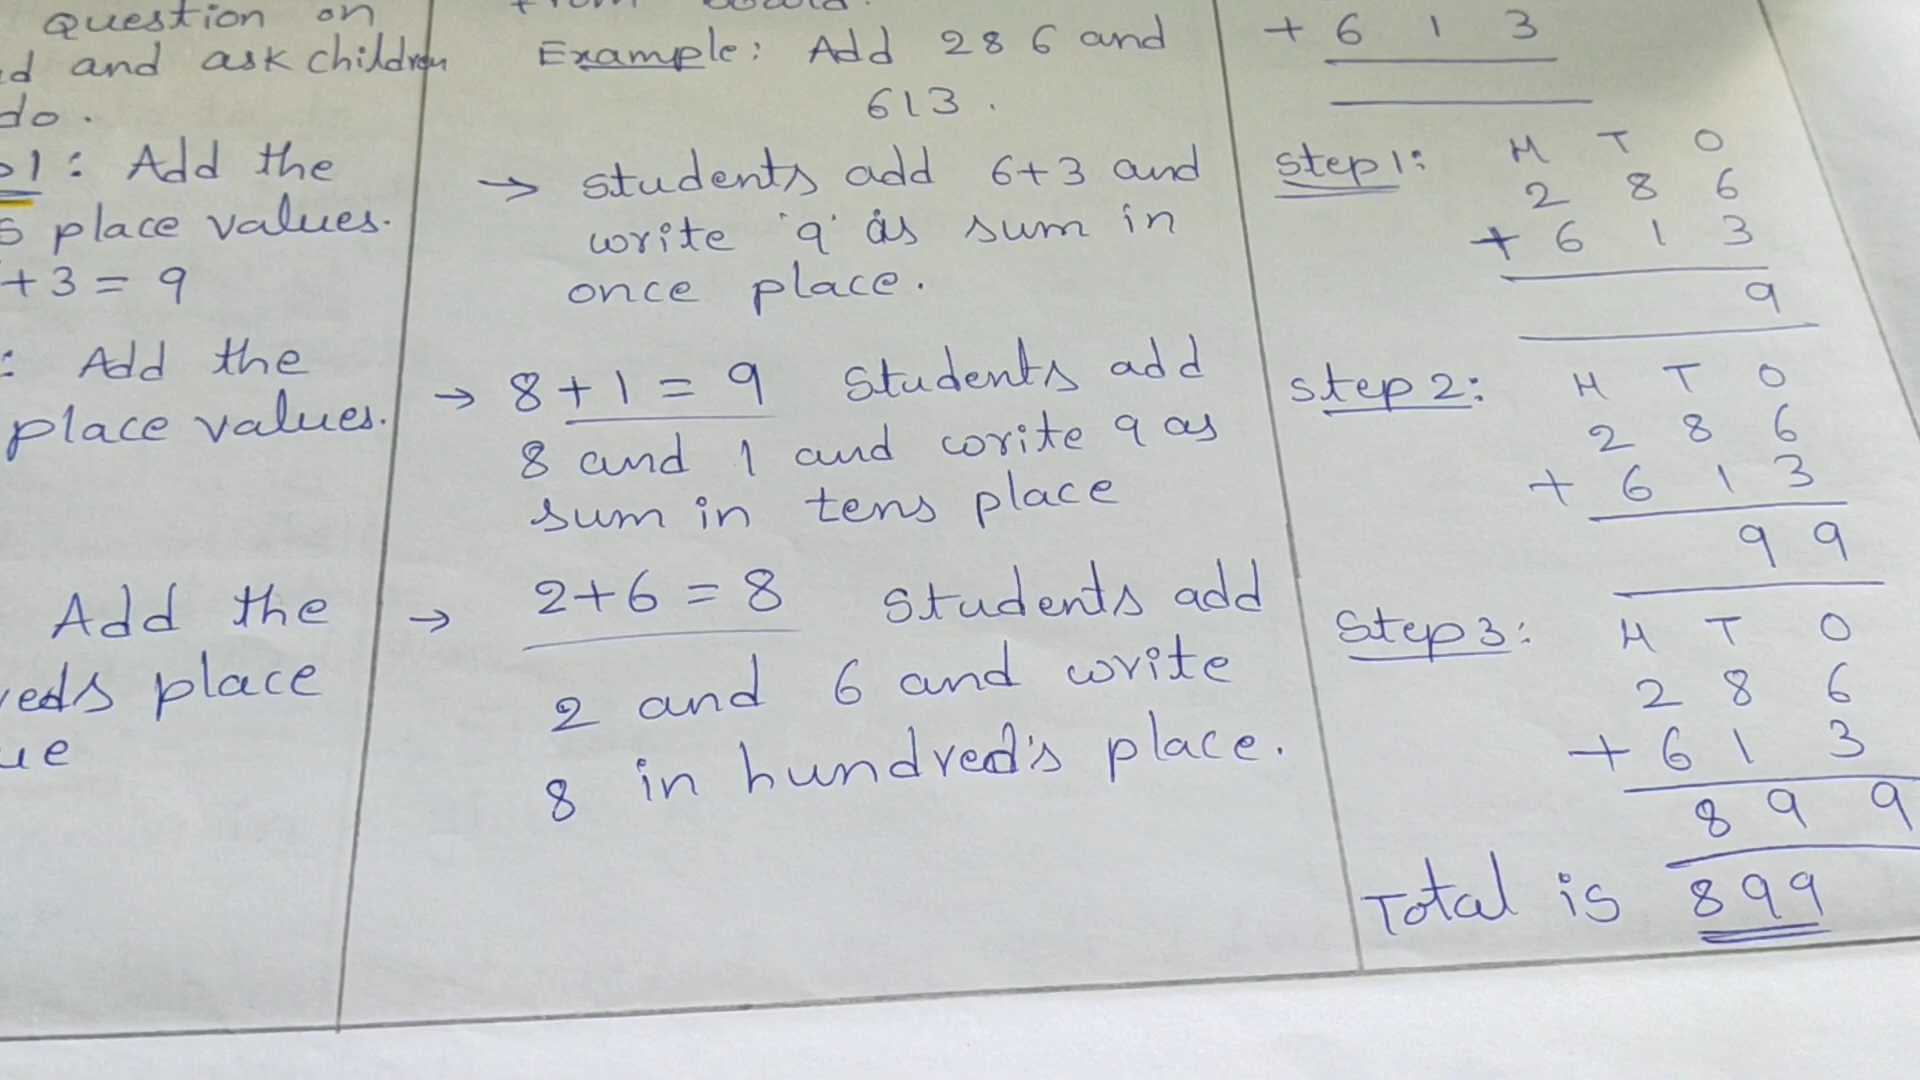 question on
and ask children
do.
1: Add the
place values.
+3=9
: Add the
place values.
Add the
place
Example: Add 286 and
613.
→ students add 6+3 and
write '9' as sum in
once place.
→ 8+1=9 students add
8 and 1 and write 9 as
sum in tens place
→ 2+6=8 students add
2 and 6 and write
8 in hundred's place.
+ 6 1 3
Step1: H T O
2 8 6
+ 6 1 3
9
Step2: H T O
2 8 6
+ 6 1 3
9 9
Step3: H T O
2 8 6
+ 6 1 3
8 9 9
Total is 899